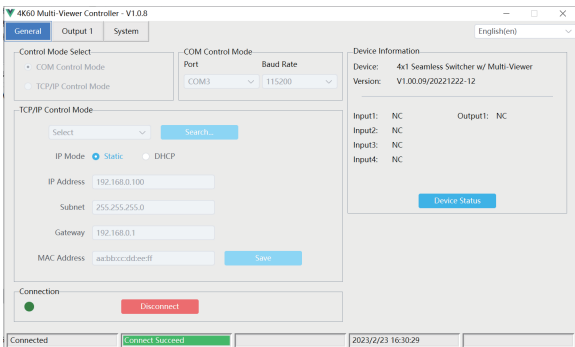 4K60 Multi-Viewer Controller - V1.0.8
General
Output 1
System
English(en)
Control Mode Select
COM Control Mode
TCP/IP Control Mode
COM Control Mode
Port
Baud Rate
COM3
115200
TCP/IP Control Mode
Select
Search...
IP Mode
Static
DHCP
IP Address
192.168.0.100
Subnet
255.255.255.0
Gateway
192.168.0.1
MAC Address
aa:bb:cc:dd:ee:ff
Save
Connection
Disconnect
Device Information
Device: 4x1 Seamless Switcher w/ Multi-Viewer
Version: V1.00.09/20221222-12
Input1: NC Output1: NC
Input2: NC
Input3: NC
Input4: NC
Device Status
Connected
Connect Succeed
2023/2/23 16:30:29